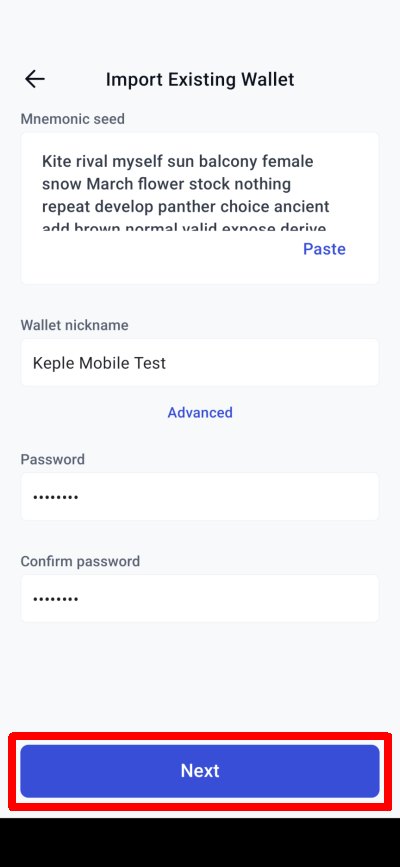 Import Existing Wallet
Mnemonic seed
Kite rival myself sun balcony female
snow March flower stock nothing
repeat develop panther choice ancient
add brown normal valid expose derive
Paste
Wallet nickname
Keple Mobile Test
Advanced
Password
••••••••
Confirm password
••••••••
Next